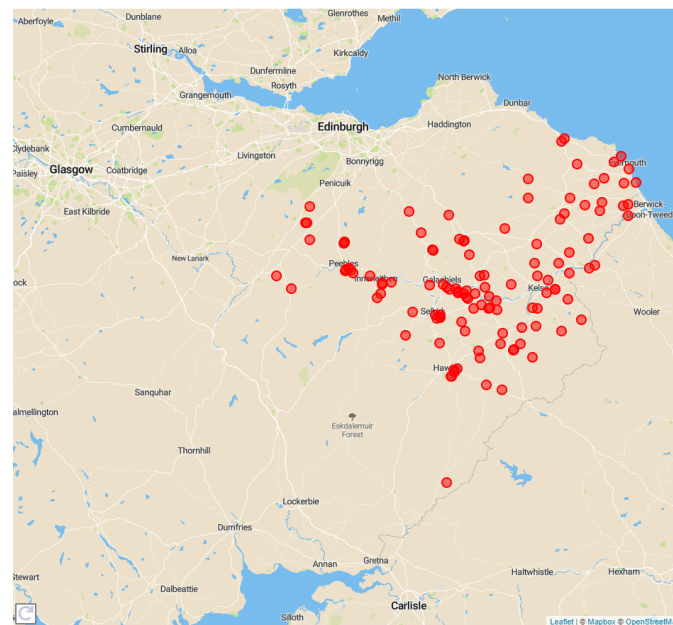 Aberfoyle
Dunblane
Glenrothes
Methil
Stirling
Alloa
Kirkcaldy
Dunfermline
Rosyth
North Berwick
Grangemouth
Dunbar
Cumbernauld
Edinburgh
Haddington
Clydebank
Livingston
Bonnyrigg
Glasgow
Coatbridge
Paisley
Penicuik
East Kilbride
Berwick-
upon-Tweed
New Lanark
Peebles
Innerleithen
Galashiels
Kelso
Selkirk
Wooler
Hawick
Sanquhar
Eskdalemuir
Forest
Thornhill
Lockerbie
Dumfries
Annan
Gretna
Haltwhistle
Hexham
Stewart
Dalbeattie
Carlisle
Silloth
Leaflet | © Mapbox © OpenStreetM